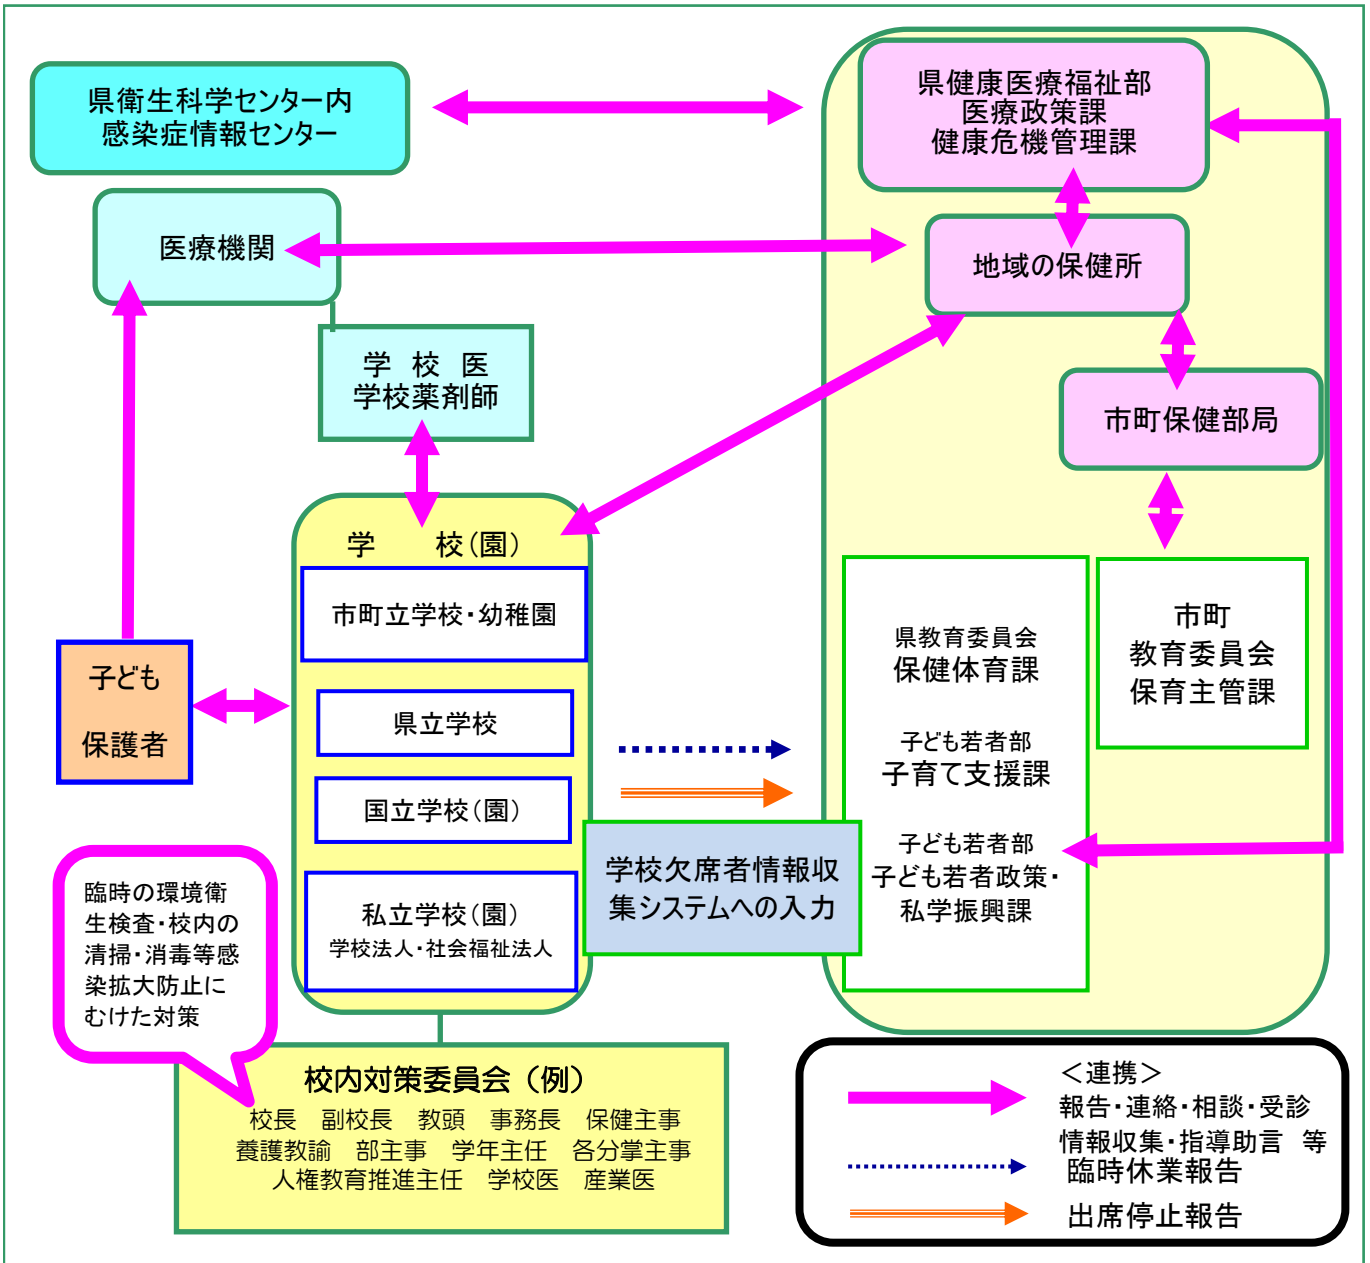 県衛生科学センター内
感染症情報センター
県健康医療福祉部
医療政策課
健康危機管理課
医療機関
地域の保健所
学　校　医
学校薬剤師
市町保健部局
学　　校（園）
市町立学校・幼稚園
県立学校
国立学校（園）
私立学校（園）
学校法人・社会福祉法人
子ども
保護者
県教育委員会
保健体育課
子ども若者部
子育て支援課
子ども若者部
子ども若者政策・
私学振興課
市町
教育委員会
保育主管課
学校欠席者情報収
集システムへの入力
臨時の環境衛
生検査・校内の
清掃・消毒等感
染拡大防止に
むけた対策
校内対策委員会（例）
校長　副校長　教頭　事務長　保健主事
養護教諭　部主事　学年主任　各分掌主事
人権教育推進主任　学校医　産業医
＜連携＞
報告・連絡・相談・受診
情報収集・指導助言　等
臨時休業報告
出席停止報告